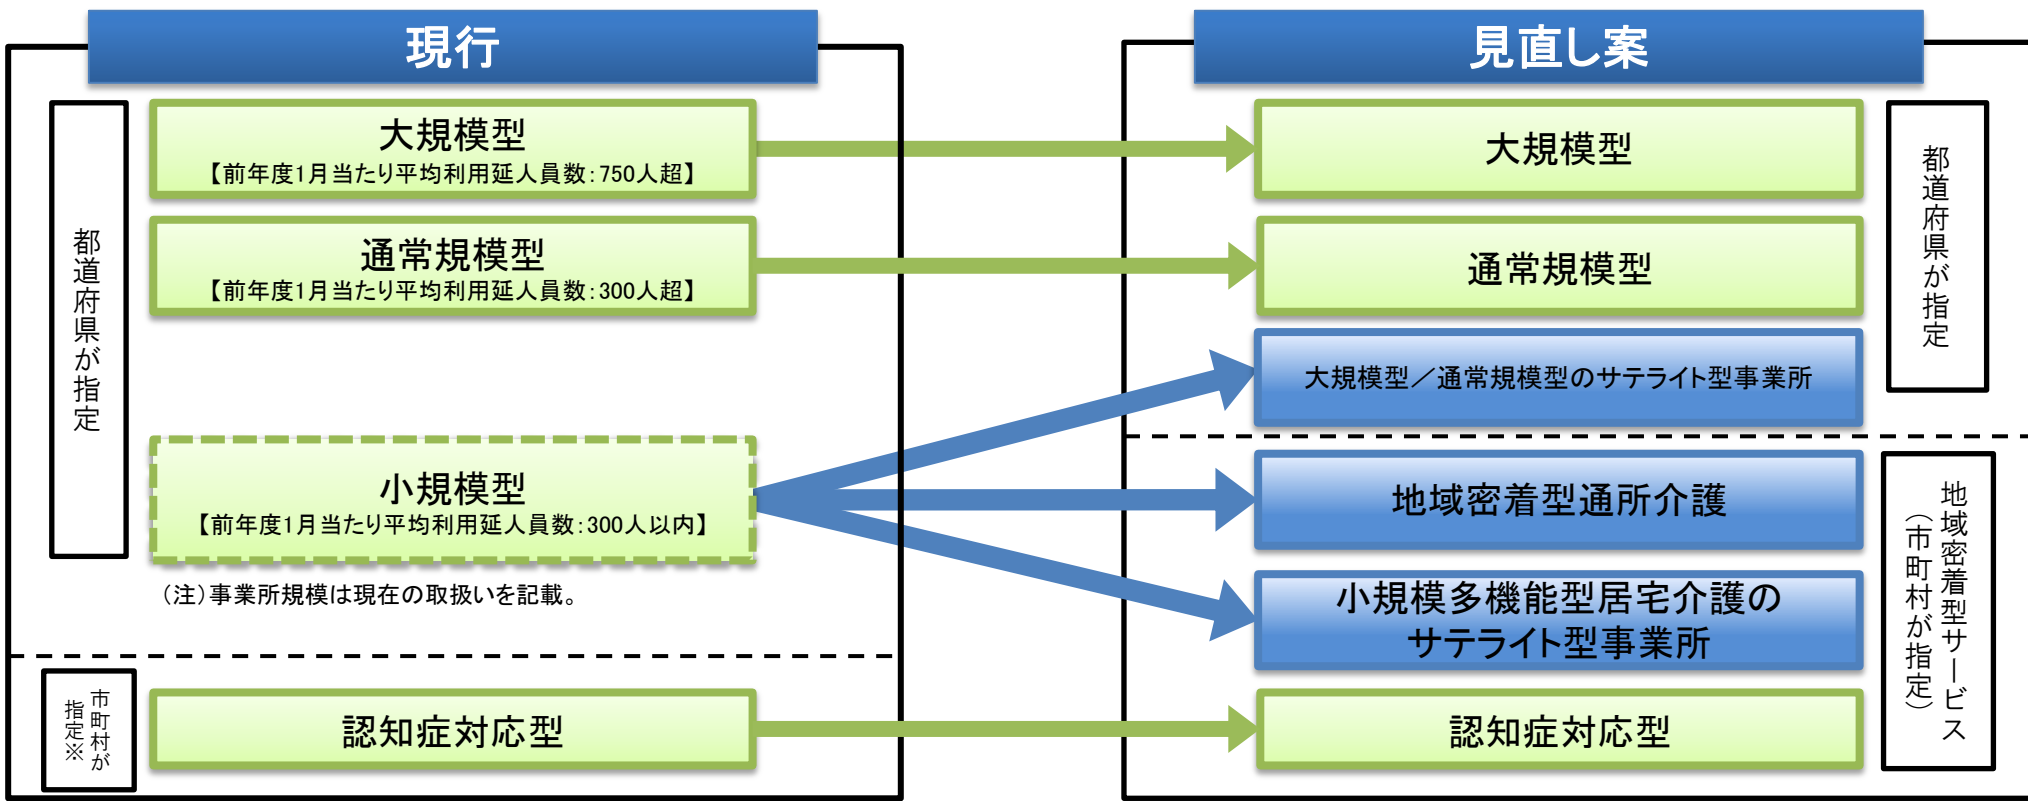 現行
都道府県が指定
大規模型
【前年度1月当たり平均利用延人員数:750人超】
通常規模型
【前年度1月当たり平均利用延人員数:300人超】
小規模型
【前年度1月当たり平均利用延人員数:300人以内】
(注)事業所規模は現在の取扱いを記載。
市町村が
指定※
認知症対応型
見直し案
大規模型
通常規模型
大規模型/通常規模型のサテライト型事業所
都道府県が指定
地域密着型通所介護
小規模多機能型居宅介護の
サテライト型事業所
認知症対応型
地域密着型サービス
(市町村が指定)